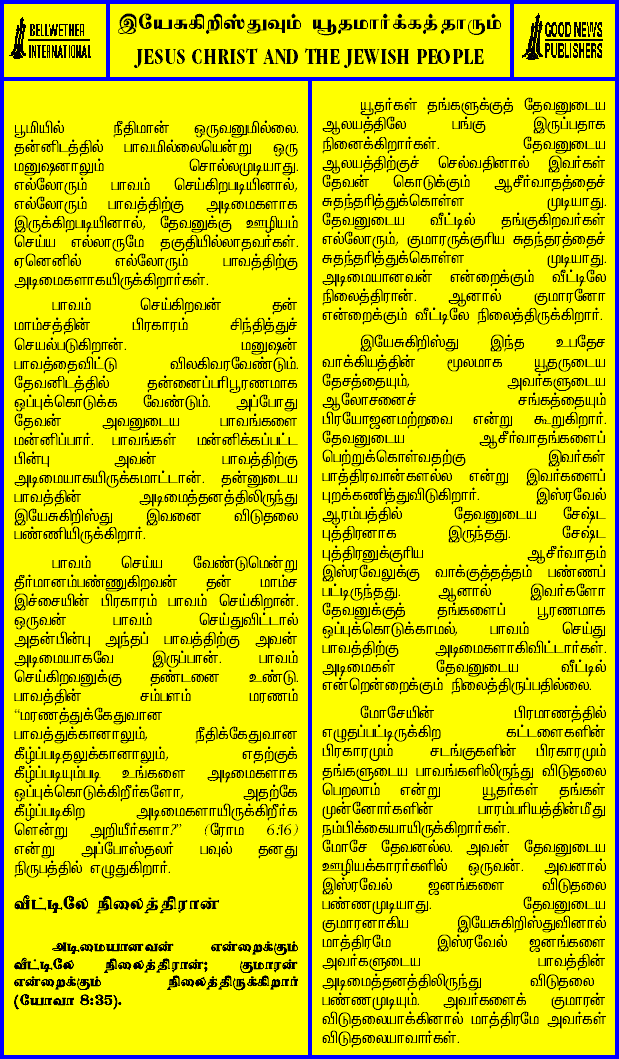 BELLWETHER
INTERNATIONAL
இயேசுகிறிஸ்துவும் யூதமார்க்கத்தாரும்
JESUS CHRIST AND THE JEWISH PEOPLE
GOOD NEWS
PUBLISHERS
பூமியில் நீதிமான் ஒருவனுமில்லை.
தன்னிடத்தில் பாவமில்லையென்று ஒரு
மனுஷனாலும் சொல்லமுடியாது.
எல்லோரும் பாவம் செய்கிறபடியினால்,
எல்லோரும் பாவத்திற்கு அடிமைகளாக
இருக்கிறபடியினால், தேவனுக்கு ஊழியம்
செய்ய எல்லாருமே தகுதியில்லாதவர்கள்.
ஏனெனில் எல்லோரும் பாவத்திற்கு
அடிமைகளாகயிருக்கிறார்கள்.
பாவம் செய்கிறவன் தன்
மாம்சத்தின் பிரகாரம் சிந்தித்துச்
செயல்படுகிறான். மனுஷன்
பாவத்தைவிட்டு விலகிவரவேண்டும்.
தேவனிடத்தில் தன்னைப்பரிபூரணமாக
ஒப்புக்கொடுக்க வேண்டும். அப்போது
தேவன் அவனுடைய பாவங்களை
மன்னிப்பார். பாவங்கள் மன்னிக்கப்பட்ட
பின்பு அவன் பாவத்திற்கு
அடிமையாகயிருக்கமாட்டான். தன்னுடைய
பாவத்தின் அடிமைத்தனத்திலிருந்து
இயேசுகிறிஸ்து இவனை விடுதலை
பண்ணியிருக்கிறார்.
பாவம் செய்ய வேண்டுமென்று
தீர்மானம்பண்ணுகிறவன் தன் மாம்ச
இச்சையின் பிரகாரம் பாவம் செய்கிறான்.
ஒருவன் பாவம் செய்துவிட்டால்
அதன்பின்பு அந்தப் பாவத்திற்கு அவன்
அடிமையாகவே இருப்பான். பாவம்
செய்கிறவனுக்கு தண்டனை உண்டு.
பாவத்தின் சம்பளம் மரணம்
“மரணத்துக்கேதுவான
பாவத்துக்கானாலும், நீதிக்கேதுவான
கீழ்ப்படிதலுக்கானாலும், எதற்குக்
கீழ்ப்படியும்படி உங்களை அடிமைகளாக
ஒப்புக்கொடுக்கிறீர்களோ, அதற்கே
கீழ்ப்படிகிற அடிமைகளாயிருக்கிறீர்க
ளென்று அறியீர்களா?” (ரோம 6:16)
என்று அப்போஸ்தலர் பவுல் தனது
நிருபத்தில் எழுதுகிறார்.
வீட்டிலே நிலைத்திரான்
அடிமையானவன் என்றைக்கும்
வீட்டிலே நிலைத்திரான்; குமாரன்
என்றைக்கும் நிலைத்திருக்கிறார்
(யோவா 8:35).
யூதர்கள் தங்களுக்குத் தேவனுடைய
ஆலயத்திலே பங்கு இருப்பதாக
நினைக்கிறார்கள். தேவனுடைய
ஆலயத்திற்குச் செல்வதினால் இவர்கள்
தேவன் கொடுக்கும் ஆசீர்வாதத்தைச்
சுதந்தரித்துக்கொள்ள முடியாது.
தேவனுடைய வீட்டில் தங்குகிறவர்கள்
எல்லோரும், குமாரருக்குரிய சுதந்தரத்தைச்
சுதந்தரித்துக்கொள்ள முடியாது.
அடிமையானவன் என்றைக்கும் வீட்டிலே
நிலைத்திரான். ஆனால் குமாரனோ
என்றைக்கும் வீட்டிலே நிலைத்திருக்கிறார்.
இயேசுகிறிஸ்து இந்த உபதேச
வாக்கியத்தின் மூலமாக யூதருடைய
தேசத்தையும், அவர்களுடைய
ஆலோசனைச் சங்கத்தையும்
பிரயோஜனமற்றவை என்று கூறுகிறார்.
தேவனுடைய ஆசீர்வாதங்களைப்
பெற்றுக்கொள்வதற்கு இவர்கள்
பாத்திரவான்களல்ல என்று இவர்களைப்
புறக்கணித்துவிடுகிறார். இஸ்ரவேல்
ஆரம்பத்தில் தேவனுடைய சேஷ்ட
புத்திரனாக இருந்தது. சேஷ்ட
புத்திரனுக்குரிய ஆசீர்வாதம்
இஸ்ரவேலுக்கு வாக்குத்தத்தம் பண்ணப்
பட்டிருந்தது. ஆனால் இவர்களோ
தேவனுக்குத் தங்களைப் பூரணமாக
ஒப்புக்கொடுக்காமல், பாவம் செய்து
பாவத்திற்கு அடிமைகளாகிவிட்டார்கள்.
அடிமைகள் தேவனுடைய வீட்டில்
என்றென்றைக்கும் நிலைத்திருப்பதில்லை.
மோசேயின் பிரமாணத்தில்
எழுதப்பட்டிருக்கிற கட்டளைகளின்
பிரகாரமும் சடங்குகளின் பிரகாரமும்
தங்களுடைய பாவங்களிலிருந்து விடுதலை
பெறலாம் என்று யூதர்கள் தங்கள்
முன்னோர்களின் பாரம்பரியத்தின்மீது
நம்பிக்கையாயிருக்கிறார்கள்.
மோசே தேவனல்ல. அவன் தேவனுடைய
ஊழியக்காரர்களில் ஒருவன். அவனால்
இஸ்ரவேல் ஜனங்களை விடுதலை
பண்ணமுடியாது. தேவனுடைய
குமாரனாகிய இயேசுகிறிஸ்துவினால்
மாத்திரமே இஸ்ரவேல் ஜனங்களை
அவர்களுடைய பாவத்தின்
அடிமைத்தனத்திலிருந்து விடுதலை
பண்ணமுடியும். அவர்களைக் குமாரன்
விடுதலையாக்கினால் மாத்திரமே அவர்கள்
விடுதலையாவார்கள்.